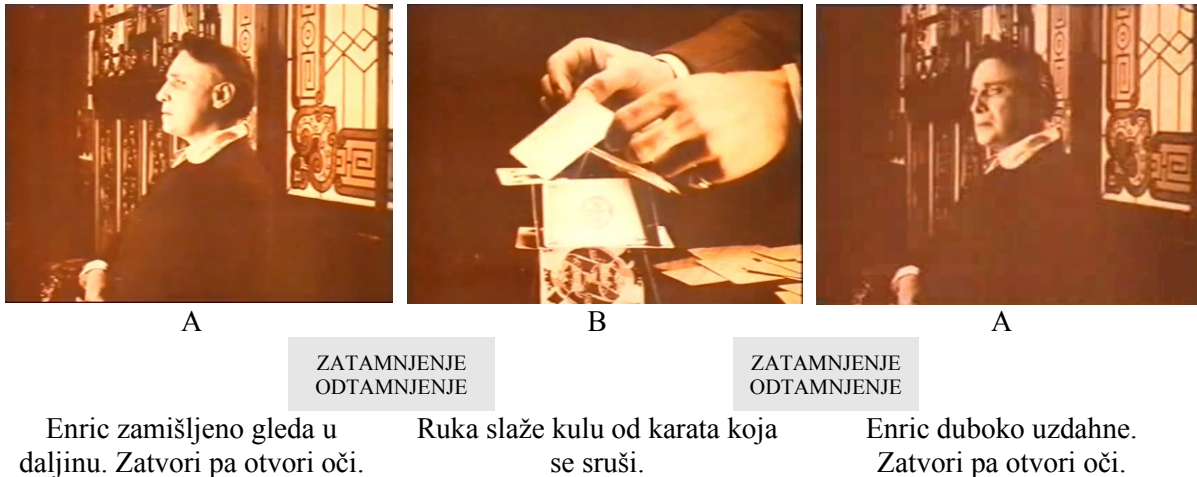 A
B
A
ZATAMNJENJE
ODTAMNJENJE
ZATAMNJENJE
ODTAMNJENJE
Enric zamišljeno gleda u
daljinu. Zatvori pa otvori oči.
Ruka slaže kulu od karata koja
se sruši.
Enric duboko uzdahne.
Zatvori pa otvori oči.